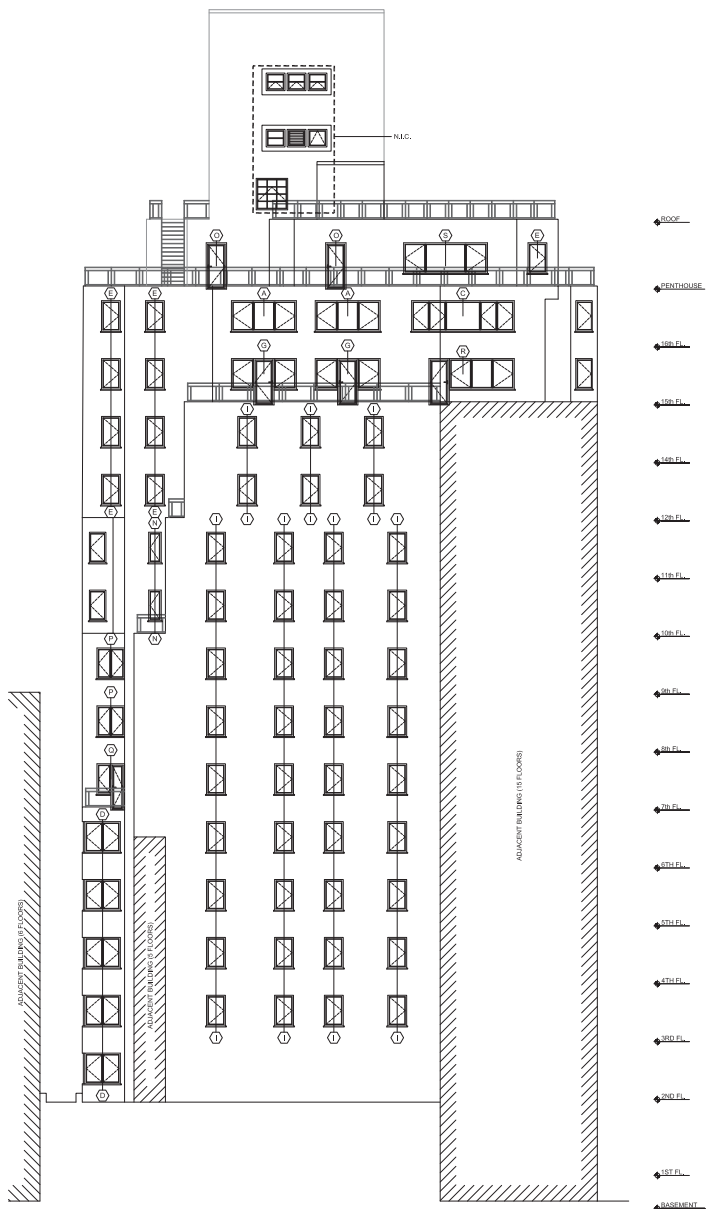 N.I.C.
ROOF
O O S E
PENTHOUSE
E E A A C
16th FL.
G G R
15th FL.
I I I
14th FL.
E E I I I
12th FL.
N I I I I
11th FL.
10th FL.
P N
9th FL.
P
8th FL.
Q
7th FL.
D
6TH FL.
5TH FL.
4TH FL.
3RD FL.
I I I I
D
2ND FL.
1ST FL.
BASEMENT
ADJACENT BUILDING (6 FLOORS)
ADJACENT BUILDING (5 FLOORS)
ADJACENT BUILDING (15 FLOORS)